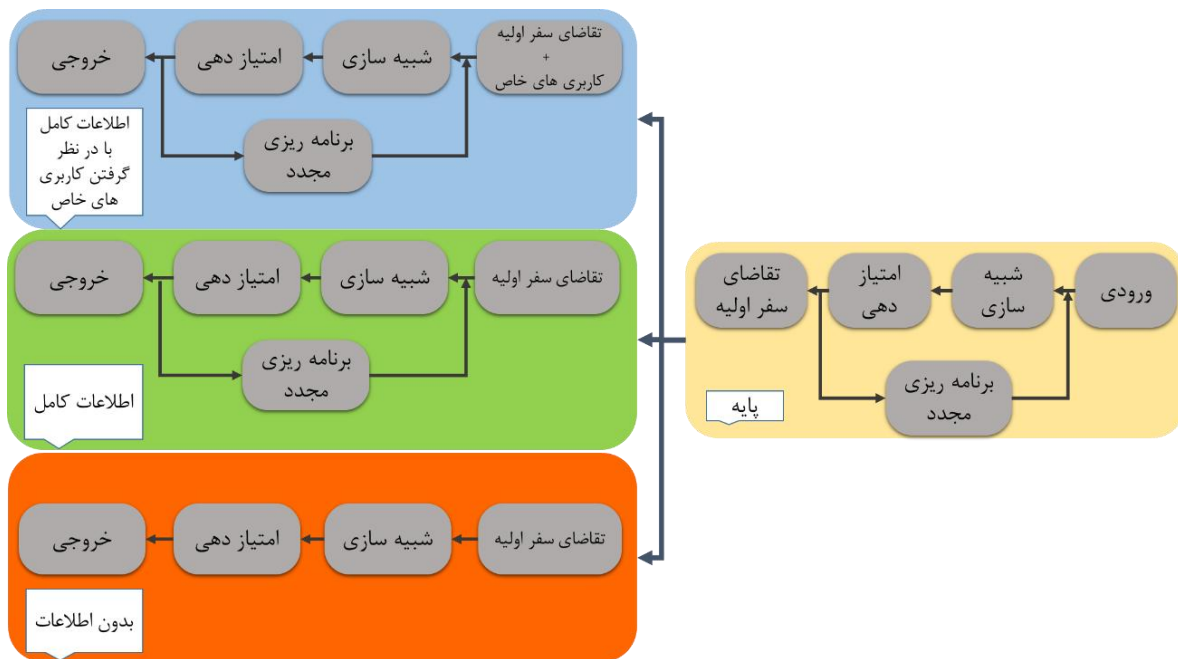 ورودی
شبیه
سازی
امتیاز
دهی
تقاضای
سفر اولیه
برنامه ریزی
مجدد
پایه
تقاضای سفر اولیه
+
کاربری های خاص
شبیه سازی
امتیاز دهی
خروجی
برنامه ریزی
مجدد
اطلاعات کامل
با در نظر
گرفتن کاربری
های خاص
تقاضای سفر اولیه
شبیه سازی
امتیاز دهی
خروجی
برنامه ریزی
مجدد
اطلاعات کامل
تقاضای سفر اولیه
شبیه سازی
امتیاز دهی
خروجی
بدون اطلاعات